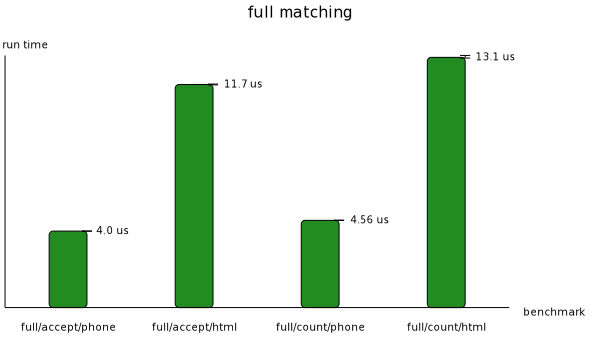 full matching
run time
13.1 us
11.7 us
4.56 us
4.0 us
benchmark
full/accept/phone full/accept/html full/count/phone full/count/html